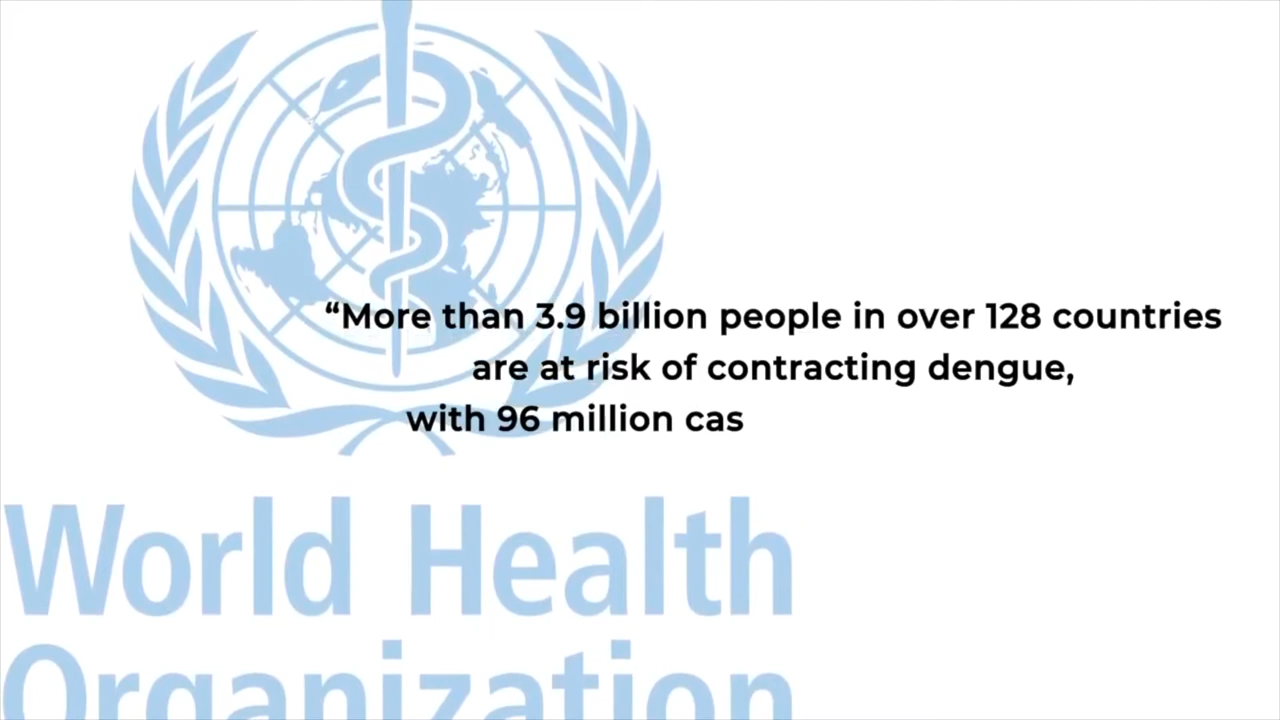 “More than 3.9 billion people in over 128 countries
are at risk of contracting dengue,
with 96 million cas
World Health
Organization